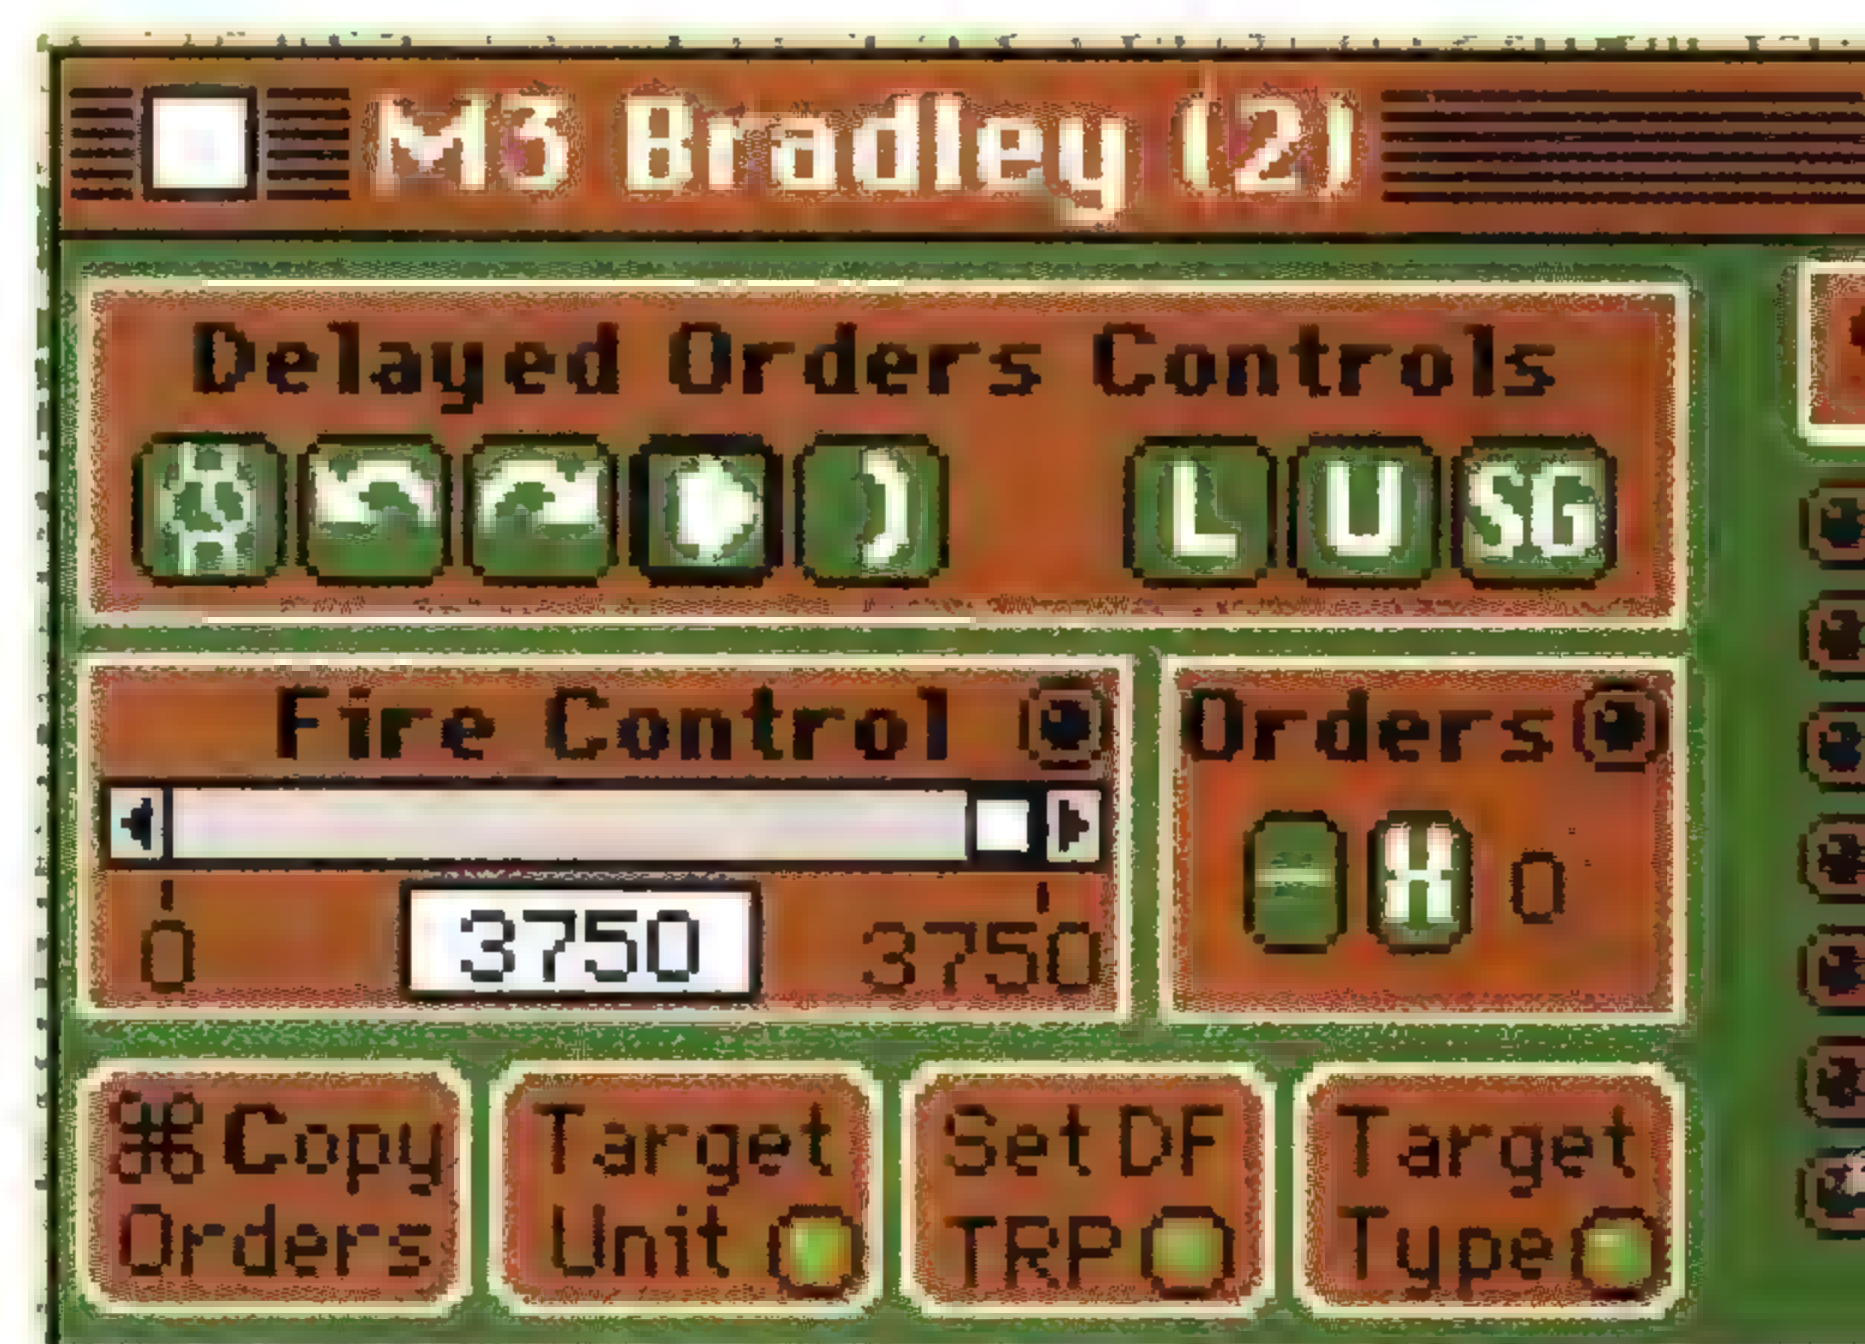 M3 Bradley (2)
Delayed Orders Controls
L U SG
Fire Control
Orders
0 3750 3750
H 0
⌘Copy
Orders
Target
Unit
Set DF
TRP
Target
Type